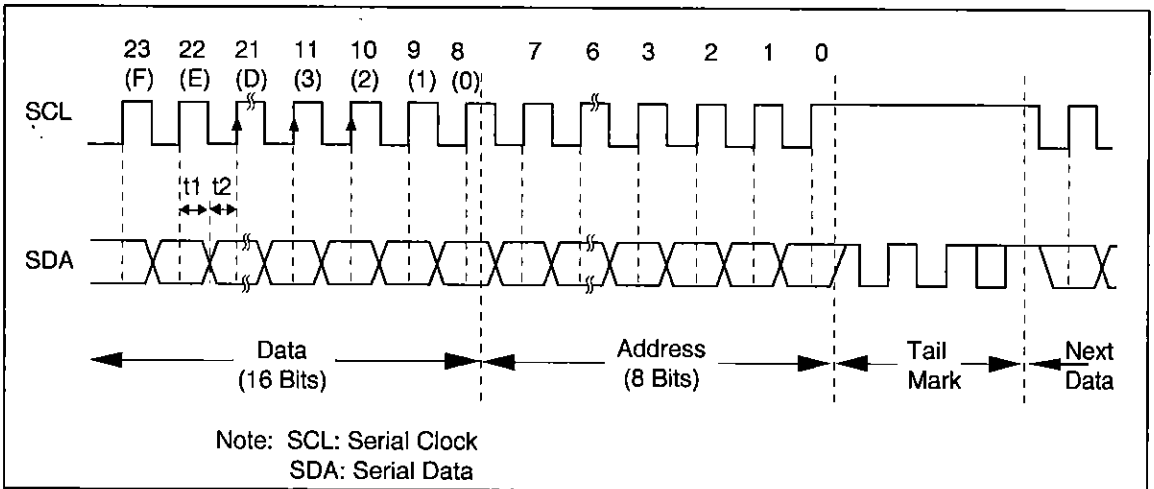 23 22 21 11 10 9 8 7 6 3 2 1 0
(F) (E) (D) (3) (2) (1) (0)
SCL
t1 t2
SDA
Data Address Tail Next
(16 Bits) (8 Bits) Mark Data
Note: SCL: Serial Clock
SDA: Serial Data